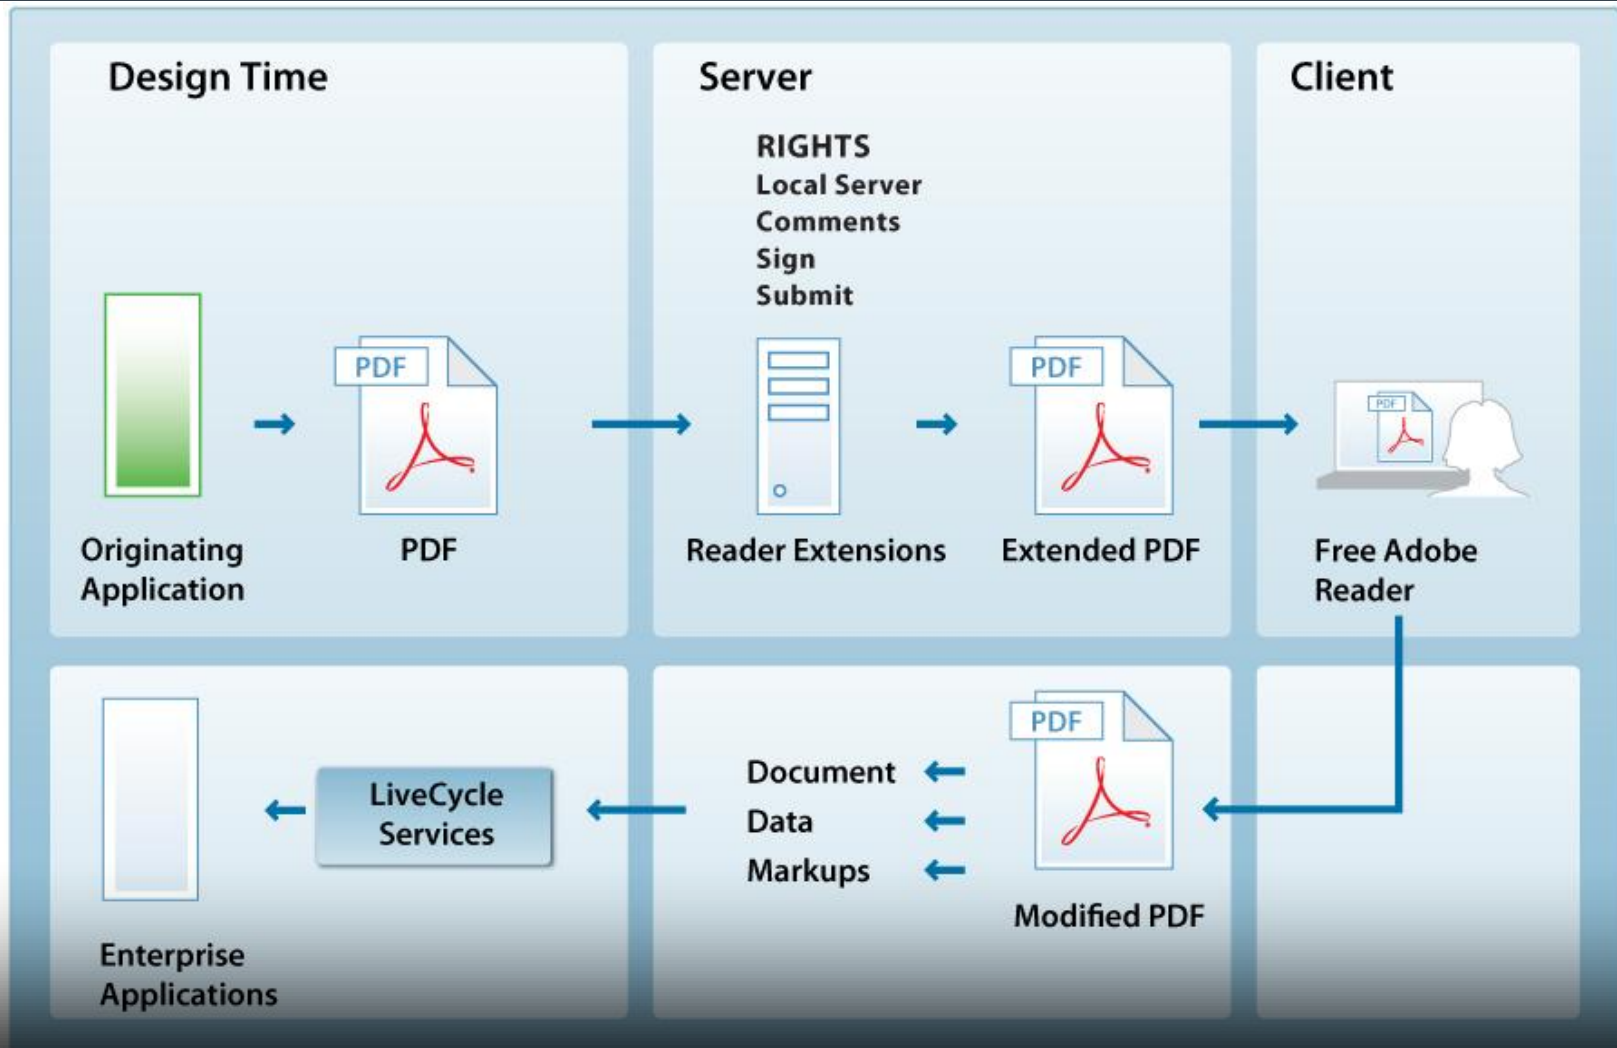 Design Time
Server
Client
RIGHTS
Local Server
Comments
Sign
Submit
PDF
PDF
PDF
Originating
Application
PDF
Reader Extensions
Extended PDF
Free Adobe
Reader
PDF
Document
Data
Markups
Modified PDF
LiveCycle
Services
Enterprise
Applications